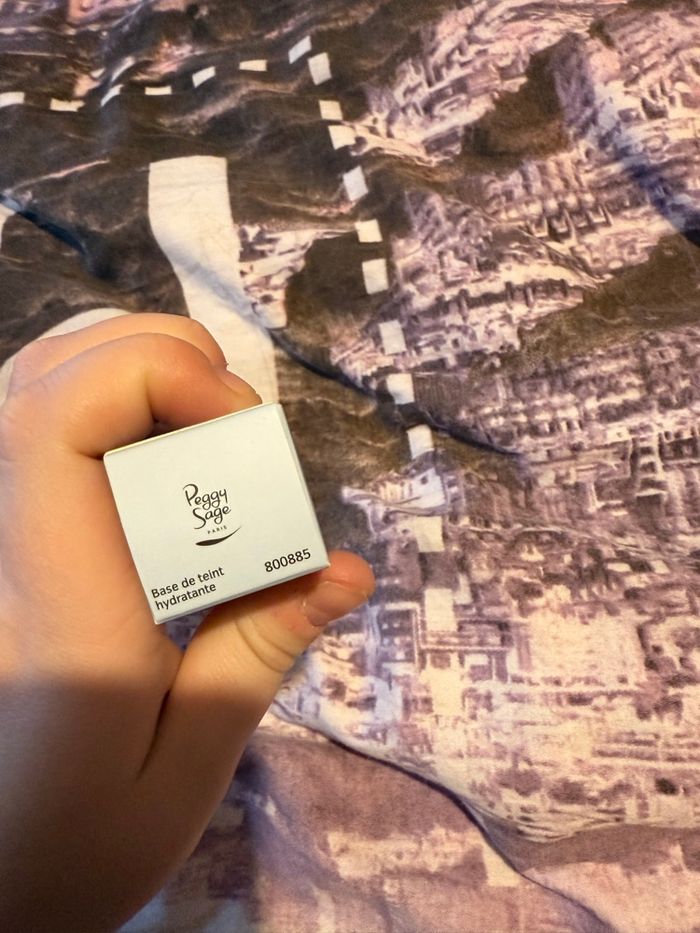 Peggy
Sage
PARIS
Base de teint
hydratante
800885